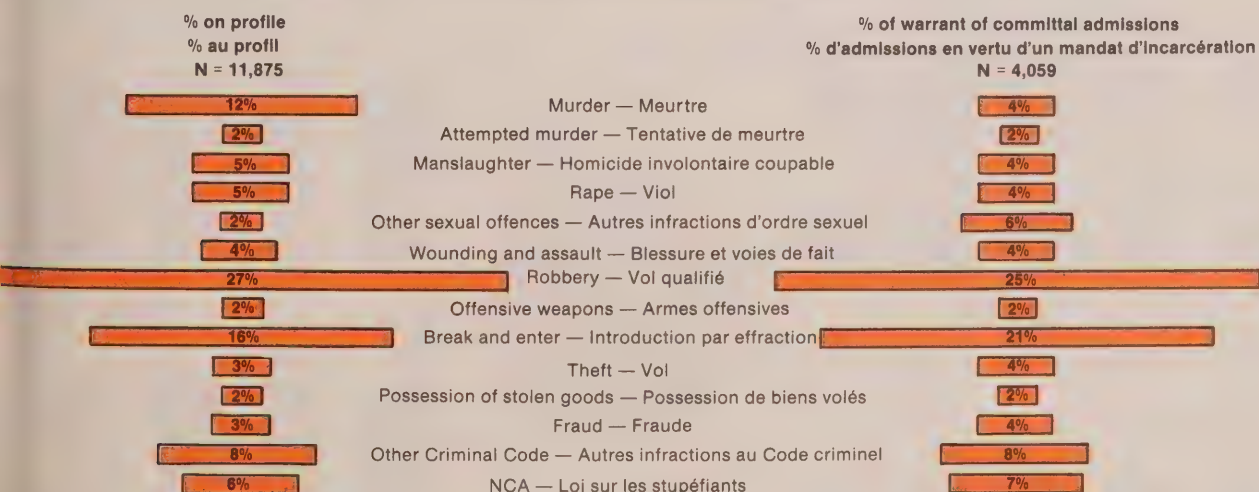 % on profile
% au profil
N = 11,875
% of warrant of committal admissions
% d'admissions en vertu d'un mandat d'incarcération
N = 4,059
12% Murder — Meurtre 4%
2% Attempted murder — Tentative de meurtre 2%
5% Manslaughter — Homicide involontaire coupable 4%
5% Rape — Viol 4%
2% Other sexual offences — Autres infractions d'ordre sexuel 6%
4% Wounding and assault — Blessure et voies de fait 4%
27% Robbery — Vol qualifié 25%
2% Offensive weapons — Armes offensives 2%
16% Break and enter — Introduction par effraction 21%
3% Theft — Vol 4%
2% Possession of stolen goods — Possession de biens volés 2%
3% Fraud — Fraude 4%
8% Other Criminal Code — Autres infractions au Code criminel 8%
6% NCA — Loi sur les stupéfiants 7%